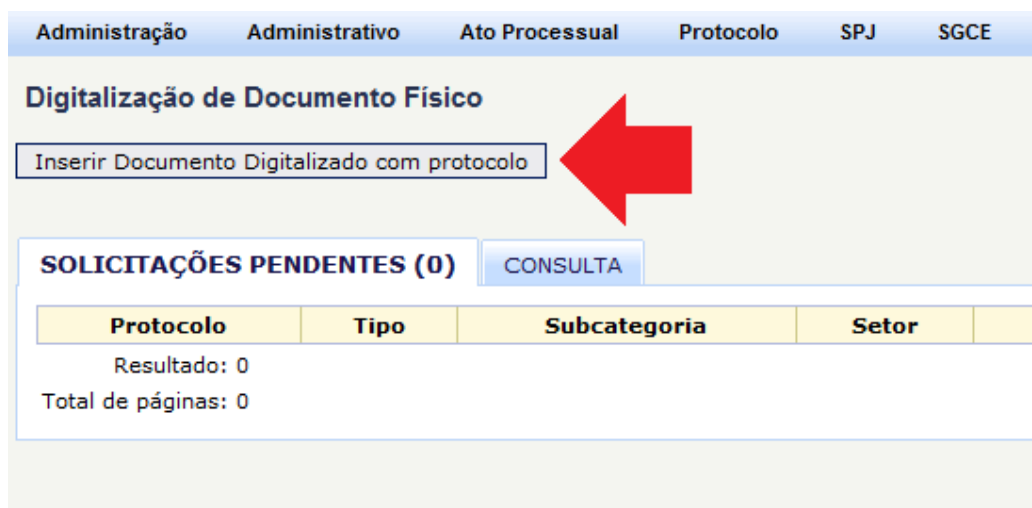 Administração Administrativo Ato Processual Protocolo SPJ SGCE
Digitalização de Documento Físico
Inserir Documento Digitalizado com protocolo
SOLICITAÇÕES PENDENTES (0) CONSULTA
Protocolo Tipo Subcategoria Setor
Resultado: 0
Total de páginas: 0